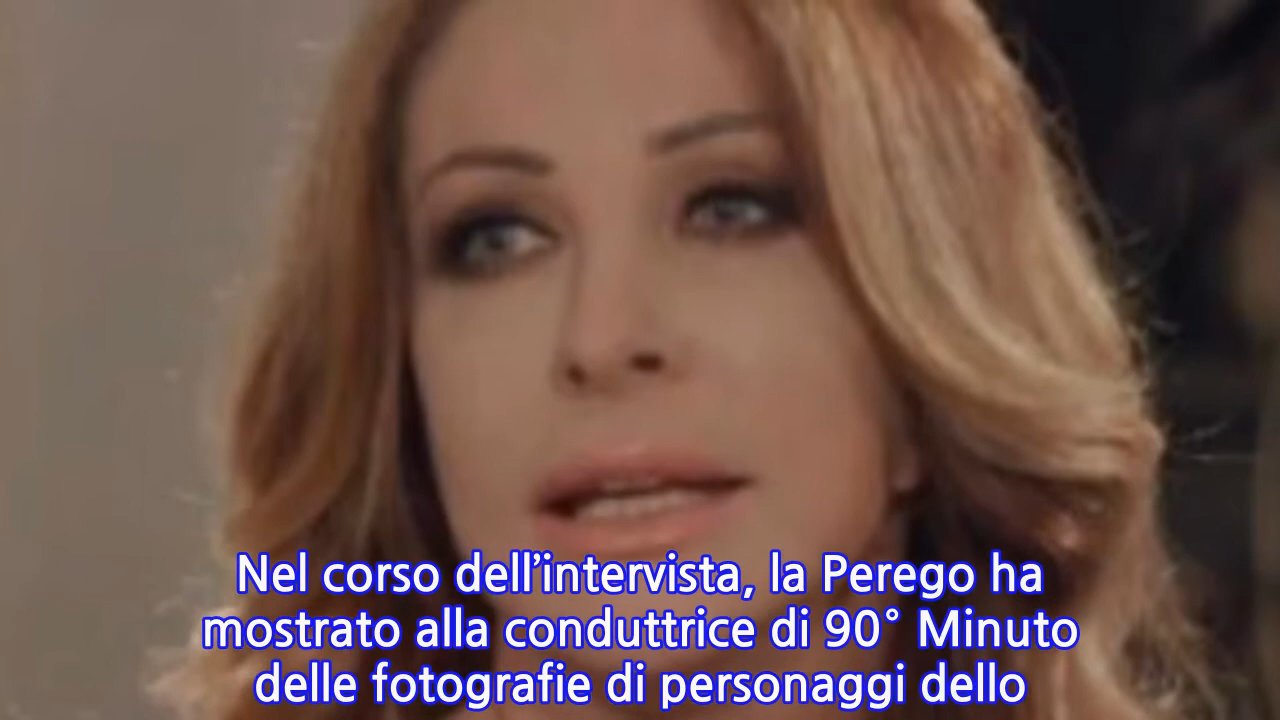 Nel corso dell’intervista, la Perego ha
mostrato alla conduttrice di 90° Minuto
delle fotografie di personaggi dello